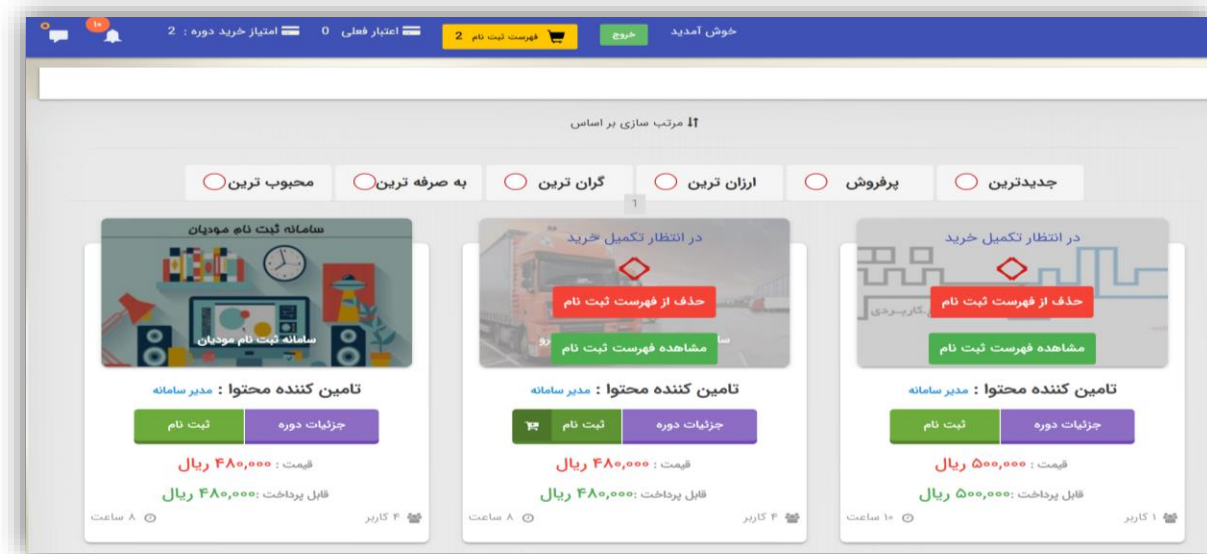 خوش آمدید
خروج
فهرست ثبت نام 2
اعتبار فعلی 0
امتیاز خرید دوره : 2
۱۰
۰
مرتب سازی بر اساس
جدیدترین
پرفروش
ارزان ترین
گران ترین
به صرفه ترین
محبوب ترین
1
در انتظار تکمیل خرید
حذف از فهرست ثبت نام
کاربردی
مشاهده فهرست ثبت نام
تامین کننده محتوا : مدیر سامانه
جزئیات دوره
ثبت نام
قیمت : ۵۰۰,۰۰۰ ریال
قابل پرداخت :۵۰۰,۰۰۰ ریال
۱ کاربر
۱۰ ساعت
در انتظار تکمیل خرید
حذف از فهرست ثبت نام
مشاهده فهرست ثبت نام
تامین کننده محتوا : مدیر سامانه
جزئیات دوره
ثبت نام
قیمت : ۴۸۰,۰۰۰ ریال
قابل پرداخت :۴۸۰,۰۰۰ ریال
۴ کاربر
۸ ساعت
سامانه ثبت نام مودیان
سامانه ثبت نام مودیان
تامین کننده محتوا : مدیر سامانه
جزئیات دوره
ثبت نام
قیمت : ۴۸۰,۰۰۰ ریال
قابل پرداخت :۴۸۰,۰۰۰ ریال
۴ کاربر
۸ ساعت